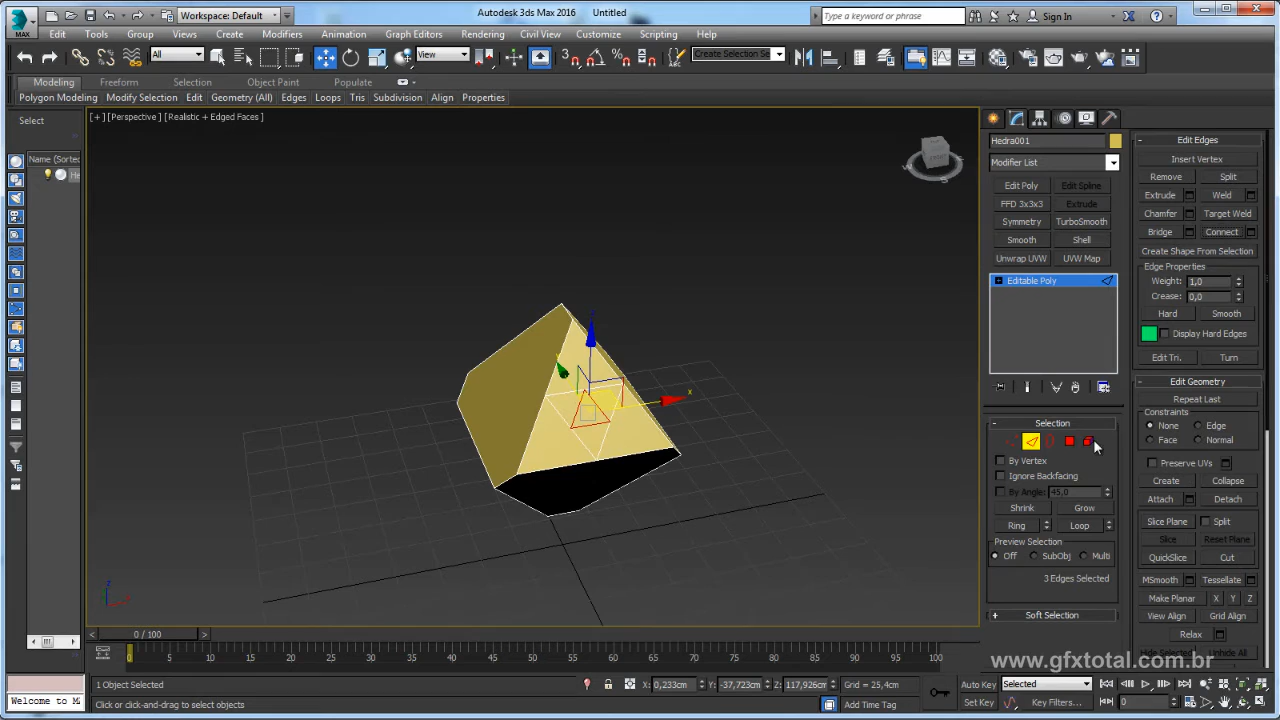 Workspace: Default
Autodesk 3ds Max 2016    Untitled
Type a keyword or phrase
Sign In
MAX
Edit Tools Group Views Create Modifiers Animation Graph Editors Rendering Civil View Customize Scripting Help
All
View
Create Selection Se
Modeling Freeform Selection Object Paint Populate
Polygon Modeling Modify Selection Edit Geometry (All) Edges Loops Tris Subdivision Align Properties
Select
Name (Sorted
He
[+] [Perspective] [Realistic + Edged Faces]
x
z
Hedra001
Modifier List
Edit Poly Edit Spline
FFD 3x3x3 Extrude
Symmetry TurboSmooth
Smooth Shell
Unwrap UVW UVW Map
Editable Poly
Selection
By Vertex
Ignore Backfacing
By Angle: 45,0
Shrink Grow
Ring Loop
Preview Selection
Off SubObj Multi
3 Edges Selected
Soft Selection
Edit Edges
Insert Vertex
Remove Split
Extrude Weld
Chamfer Target Weld
Bridge Connect
Create Shape From Selection
Edge Properties
Weight: 1,0
Crease: 0,0
Hard Smooth
Display Hard Edges
Edit Tri. Turn
Edit Geometry
Repeat Last
Constraints
None Edge
Face Normal
Preserve UVs
Create Collapse
Attach Detach
Slice Plane Split
Slice Reset Plane
QuickSlice Cut
MSmooth Tessellate
Make Planar X Y Z
View Align Grid Align
Relax
Hide Selected Unhide All
www.gfxtotal.com.br
0 / 100
0 5 10 15 20 25 30 35 40 45 50 55 60 65 70 75 80 85 90 95 100
1 Object Selected
X: 0,233cm Y: -37,723cm Z: 117,926cm
Grid = 25,4cm
Auto Key Selected
Welcome to MA
Click or click-and-drag to select objects
Add Time Tag
Set Key
Key Filters...
0